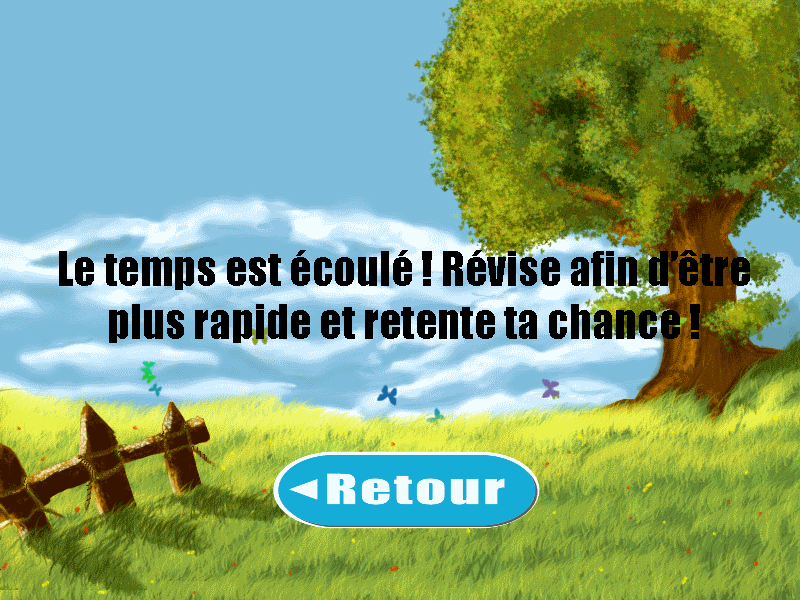 Le temps est écoulé ! Révise afin d’être
plus rapide et retente ta chance !
Retour